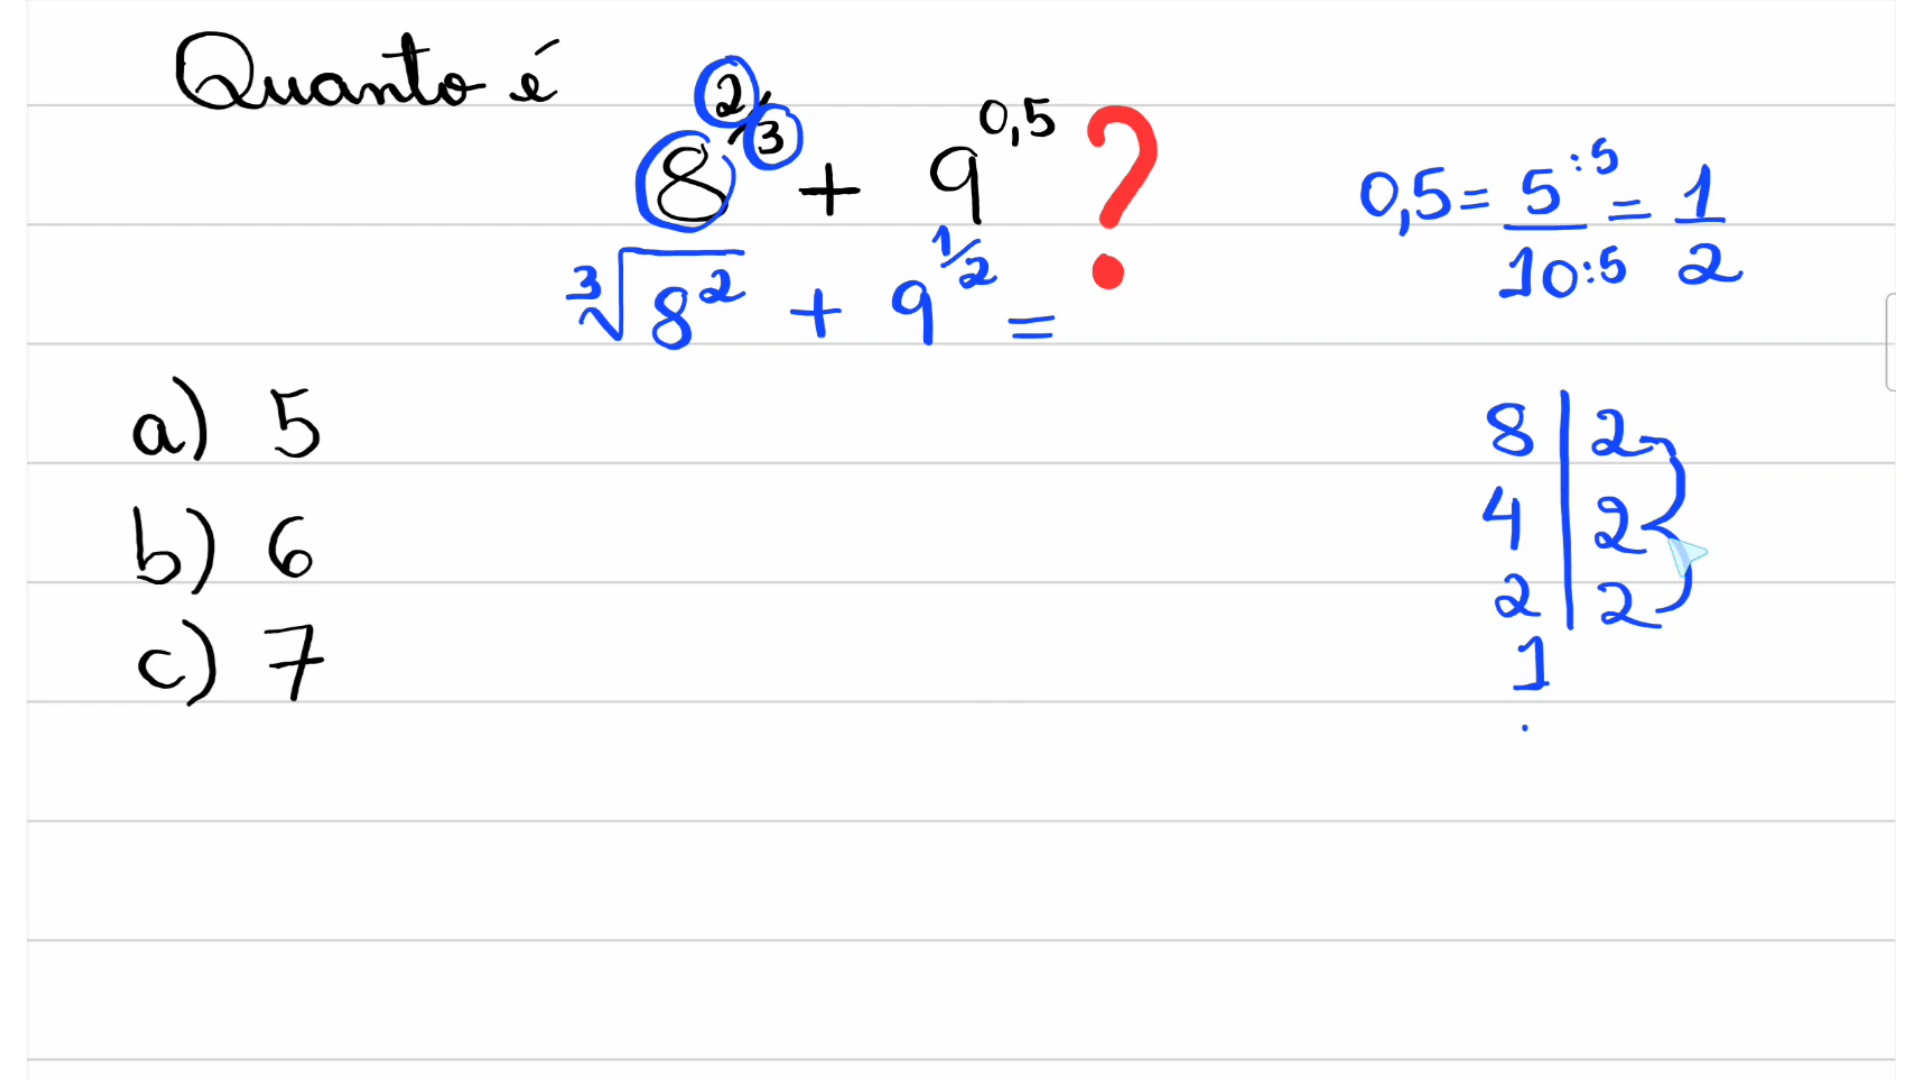 Quanto é
8^2/3 + 9^0,5 ?
∛8² + 9^1/2 =
0,5 = 5:5/10:5 = 1/2
a) 5
b) 6
c) 7
8 | 2
4 | 2
2 | 2
1